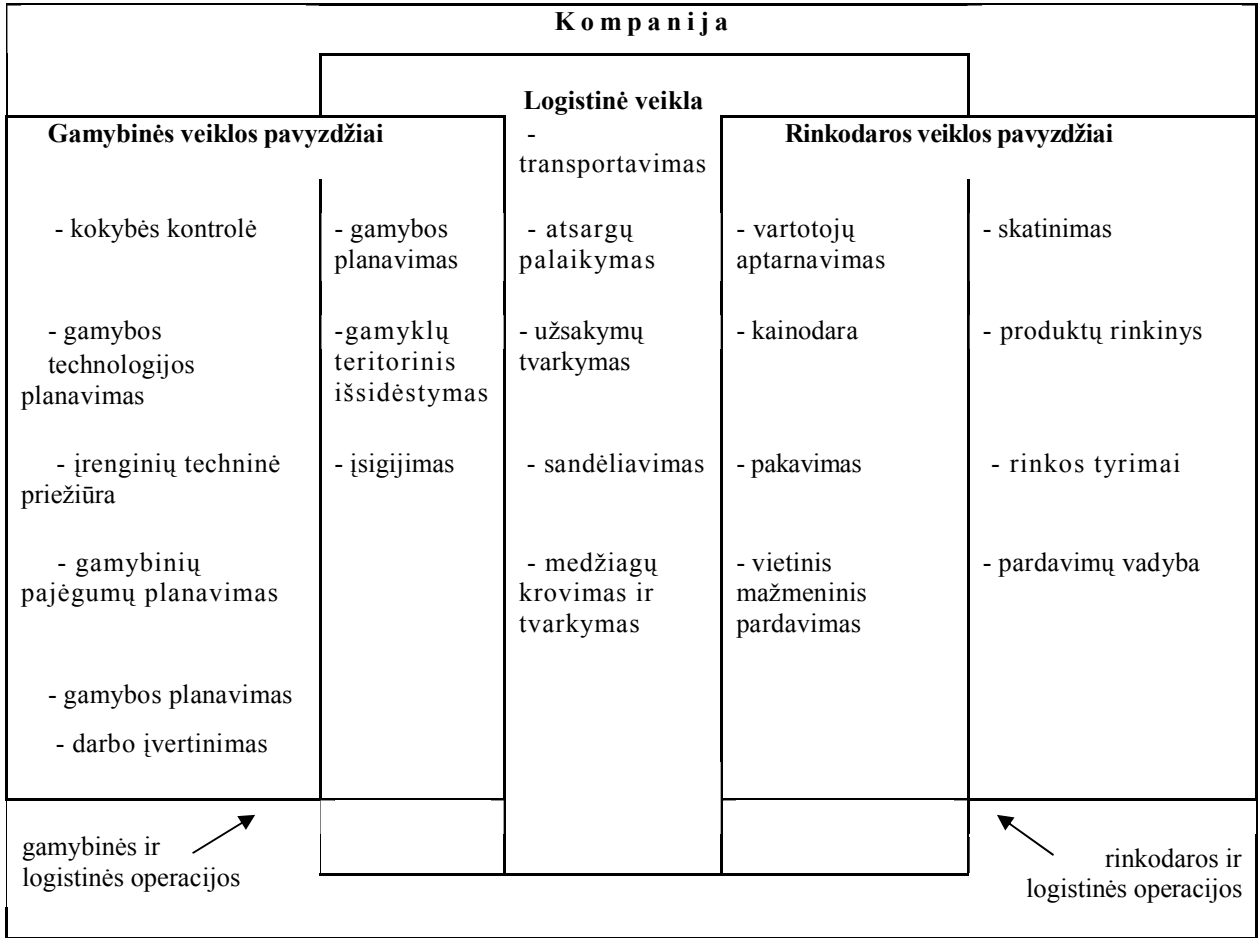 Kompanija
Logistinė veikla
Gamybinės veiklos pavyzdžiai
- kokybės kontrolė
- gamybos
technologijos
planavimas
- įrenginių techninė
priežiūra
- gamybinių
pajėgumų planavimas
- gamybos planavimas
- darbo įvertinimas
- gamybos
planavimas
-gamyklų
teritorinis
išsidėstymas
- įsigijimas
-
transportavimas
- atsargų
palaikymas
- užsakymų
tvarkymas
- sandėliavimas
- medžiagų
krovimas ir
tvarkymas
Rinkodaros veiklos pavyzdžiai
- vartotojų
aptarnavimas
- kainodara
- pakavimas
- vietinis
mažmeninis
pardavimas
- skatinimas
- produktų rinkinys
- rinkos tyrimai
- pardavimų vadyba
gamybinės ir
logistinės operacijos
rinkodaros ir
logistinės operacijos